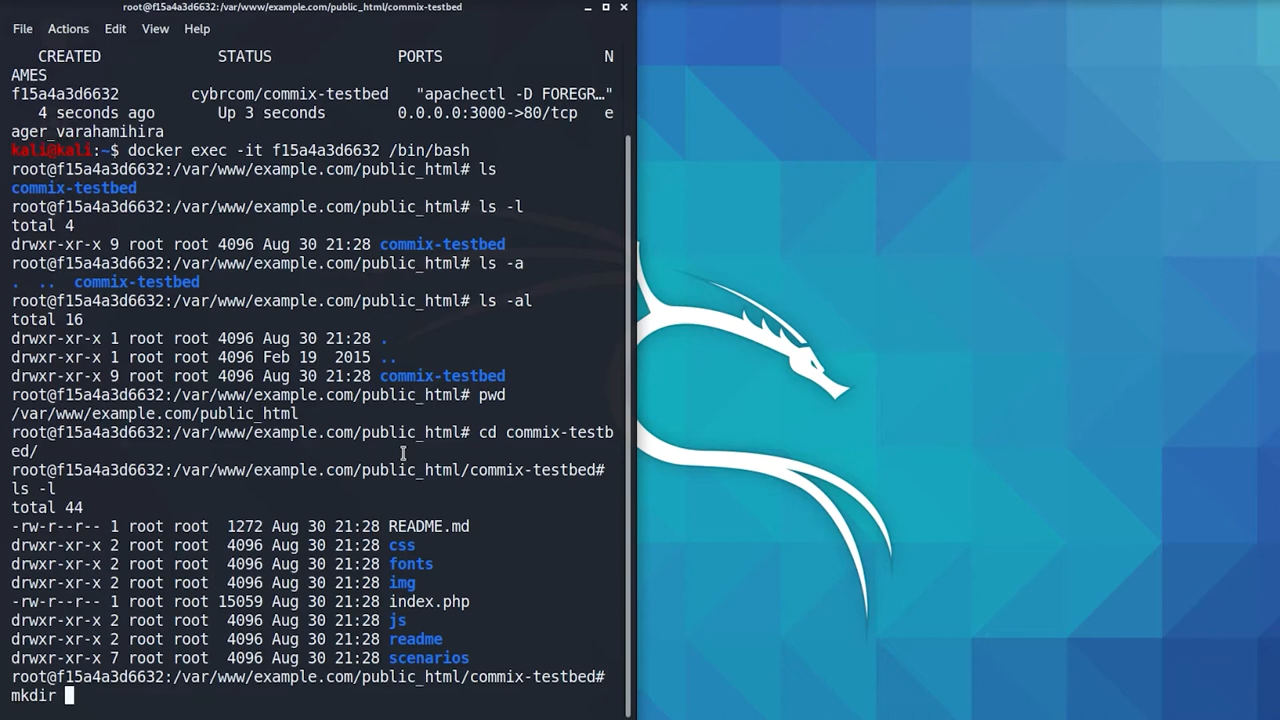 root@f15a4a3d6632:/var/www/example.com/public_html/commix-testbed
File Actions Edit View Help
CREATED STATUS PORTS N
AMES
f15a4a3d6632 cybrcom/commix-testbed "apachectl -D FOREGR…"
4 seconds ago Up 3 seconds 0.0.0.0:3000->80/tcp e
ager_varahamihira
kali@kali:~$ docker exec -it f15a4a3d6632 /bin/bash
root@f15a4a3d6632:/var/www/example.com/public_html# ls
commix-testbed
root@f15a4a3d6632:/var/www/example.com/public_html# ls -l
total 4
drwxr-xr-x 9 root root 4096 Aug 30 21:28 commix-testbed
root@f15a4a3d6632:/var/www/example.com/public_html# ls -a
. .. commix-testbed
root@f15a4a3d6632:/var/www/example.com/public_html# ls -al
total 16
drwxr-xr-x 1 root root 4096 Aug 30 21:28 .
drwxr-xr-x 1 root root 4096 Feb 19 2015 ..
drwxr-xr-x 9 root root 4096 Aug 30 21:28 commix-testbed
root@f15a4a3d6632:/var/www/example.com/public_html# pwd
/var/www/example.com/public_html
root@f15a4a3d6632:/var/www/example.com/public_html# cd commix-testb
ed/
root@f15a4a3d6632:/var/www/example.com/public_html/commix-testbed#
ls -l
total 44
-rw-r--r-- 1 root root 1272 Aug 30 21:28 README.md
drwxr-xr-x 2 root root 4096 Aug 30 21:28 css
drwxr-xr-x 2 root root 4096 Aug 30 21:28 fonts
drwxr-xr-x 2 root root 4096 Aug 30 21:28 img
-rw-r--r-- 1 root root 15059 Aug 30 21:28 index.php
drwxr-xr-x 2 root root 4096 Aug 30 21:28 js
drwxr-xr-x 2 root root 4096 Aug 30 21:28 readme
drwxr-xr-x 7 root root 4096 Aug 30 21:28 scenarios
root@f15a4a3d6632:/var/www/example.com/public_html/commix-testbed#
mkdir